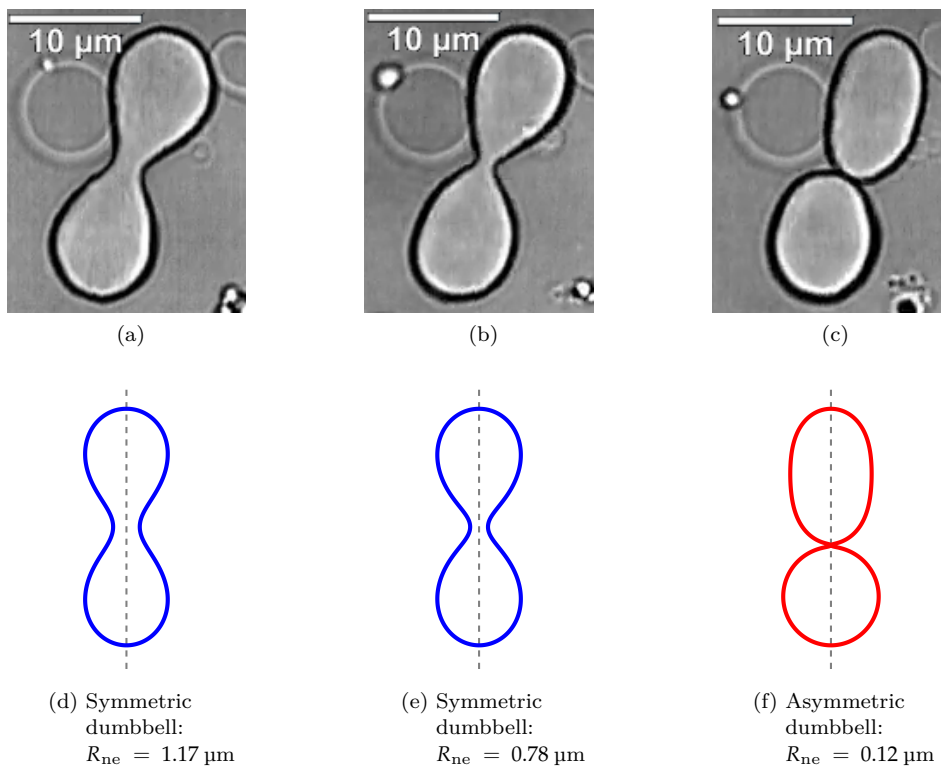 10 µm
10 µm
10 µm
(a)
(b)
(c)
(d) Symmetric
dumbbell:
R_ne = 1.17 µm
(e) Symmetric
dumbbell:
R_ne = 0.78 µm
(f) Asymmetric
dumbbell:
R_ne = 0.12 µm